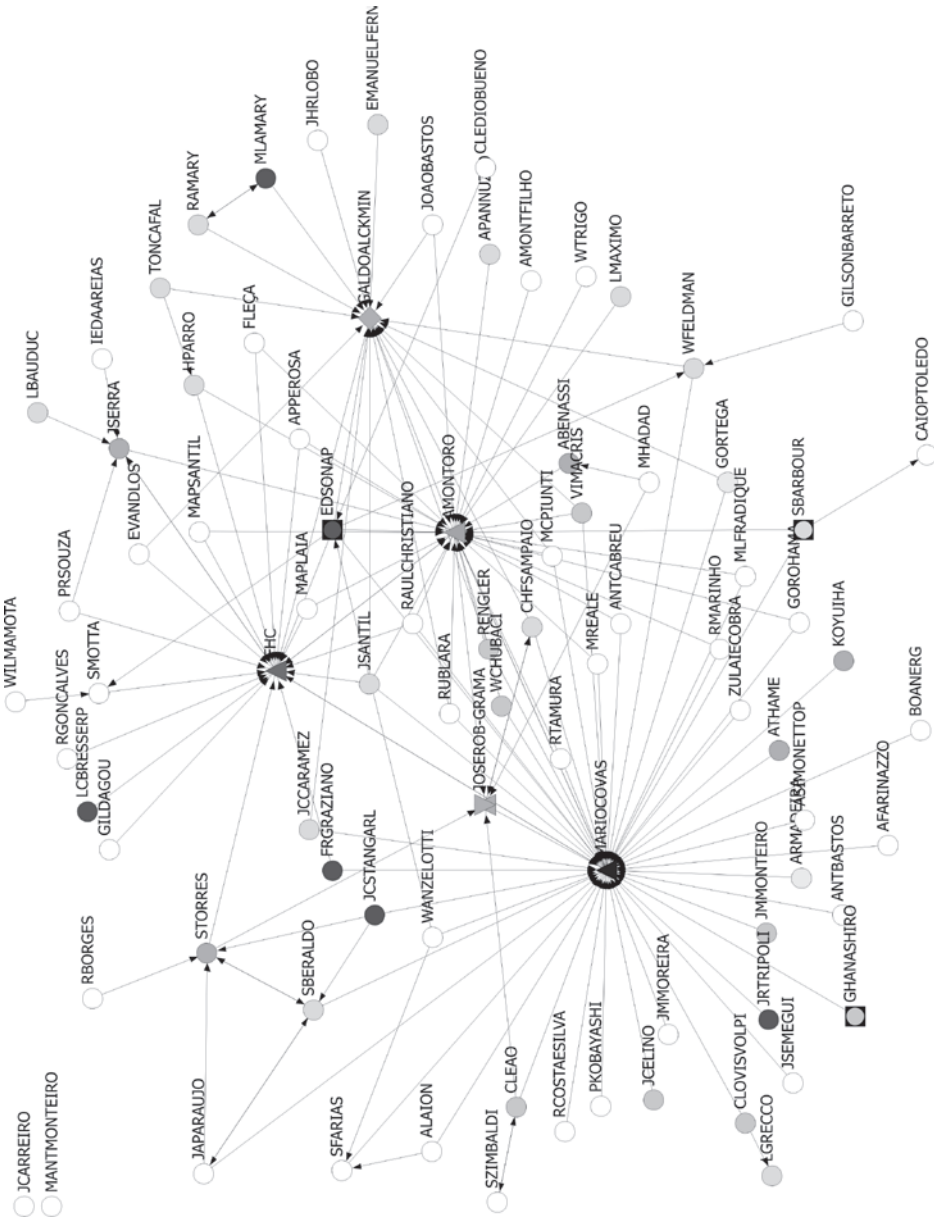 WILMAMOTA
LBAUDUC
IEDAAREIAS
TONCAFAL
RAMARY
MLAMARY
JHRLOBO
EMANUELFERN
JCARREIRO
MANTMONTEIRO
RBORGES
RGONCALVES
LCBRESSERP
GILDAGOU
SMOTTA
PRSOUZA
EVANDLOS
JSERRA
MAPSANTIL
HPARRO
FLEÇA
APPEROSA
GALDOALCKMIN
JOAOBASTOS
CLEDIOBUENO
STORRES
FHC
MAPLAIA
EDSONAP
APANNUZ
AMONTFILHO
WTRIGO
LMAXIMO
JAPARAUJO
SBERALDO
JCCARAMEZ
FRGRAZIANO
JCSTANGARL
JSANTIL
RAULCHRISTIANO
AMONTORO
WANZELOTTI
RUBLARA
JOSEROB-GRAMA
RENGLER
WCHUBACI
CHFSAMPAIO
MCPIUNTI
ABENASSI
VIMACRIS
MHADAD
WFELDMAN
GILSONBARRETO
SFARIAS
ALAION
RTAMURA
MREALE
ANTCABREU
GORTEGA
SZIMBALDI
CLEAO
MARIOCOVAS
RMARINHO
MLFRADIQUE
ZULAIECOBRA
SBARBOUR
GOROHAMA
CAIOPTOLEDO
RCOSTAESILVA
PKOBAYASHI
JCELINO
JMMOREIRA
ATHAME
KOYUIHA
ASIMONETTOP
BOANERG
CLOVISVOLPI
LGRECCO
JSEMEGUI
JRTRIPOLI
JMMONTEIRO
GHANASHIRO
ANTBASTOS
AFARINAZZO